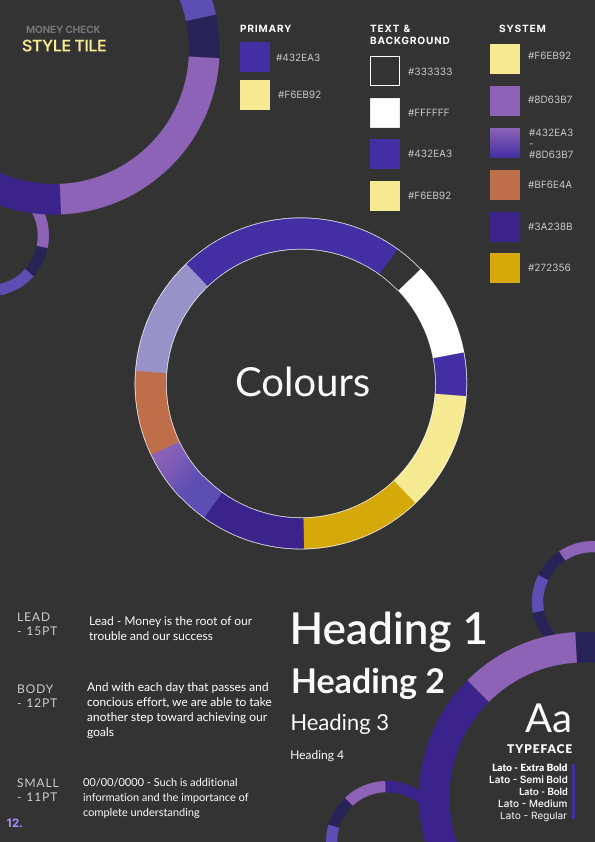 MONEY CHECK
STYLE TILE
PRIMARY
#432EA3
#F6EB92
TEXT &
BACKGROUND
#333333
#FFFFFF
#432EA3
#F6EB92
SYSTEM
#F6EB92
#8D63B7
#432EA3
-
#8D63B7
#BF6E4A
#3A238B
#272356
Colours
LEAD
- 15PT
Lead - Money is the root of our
trouble and our success
BODY
- 12PT
And with each day that passes and
concious effort, we are able to take
another step toward achieving our
goals
SMALL
- 11PT
00/00/0000 - Such is additional
information and the importance of
complete understanding
Heading 1
Heading 2
Heading 3
Heading 4
Aa
TYPEFACE
Lato - Extra Bold
Lato - Semi Bold
Lato - Bold
Lato - Medium
Lato - Regular
12.